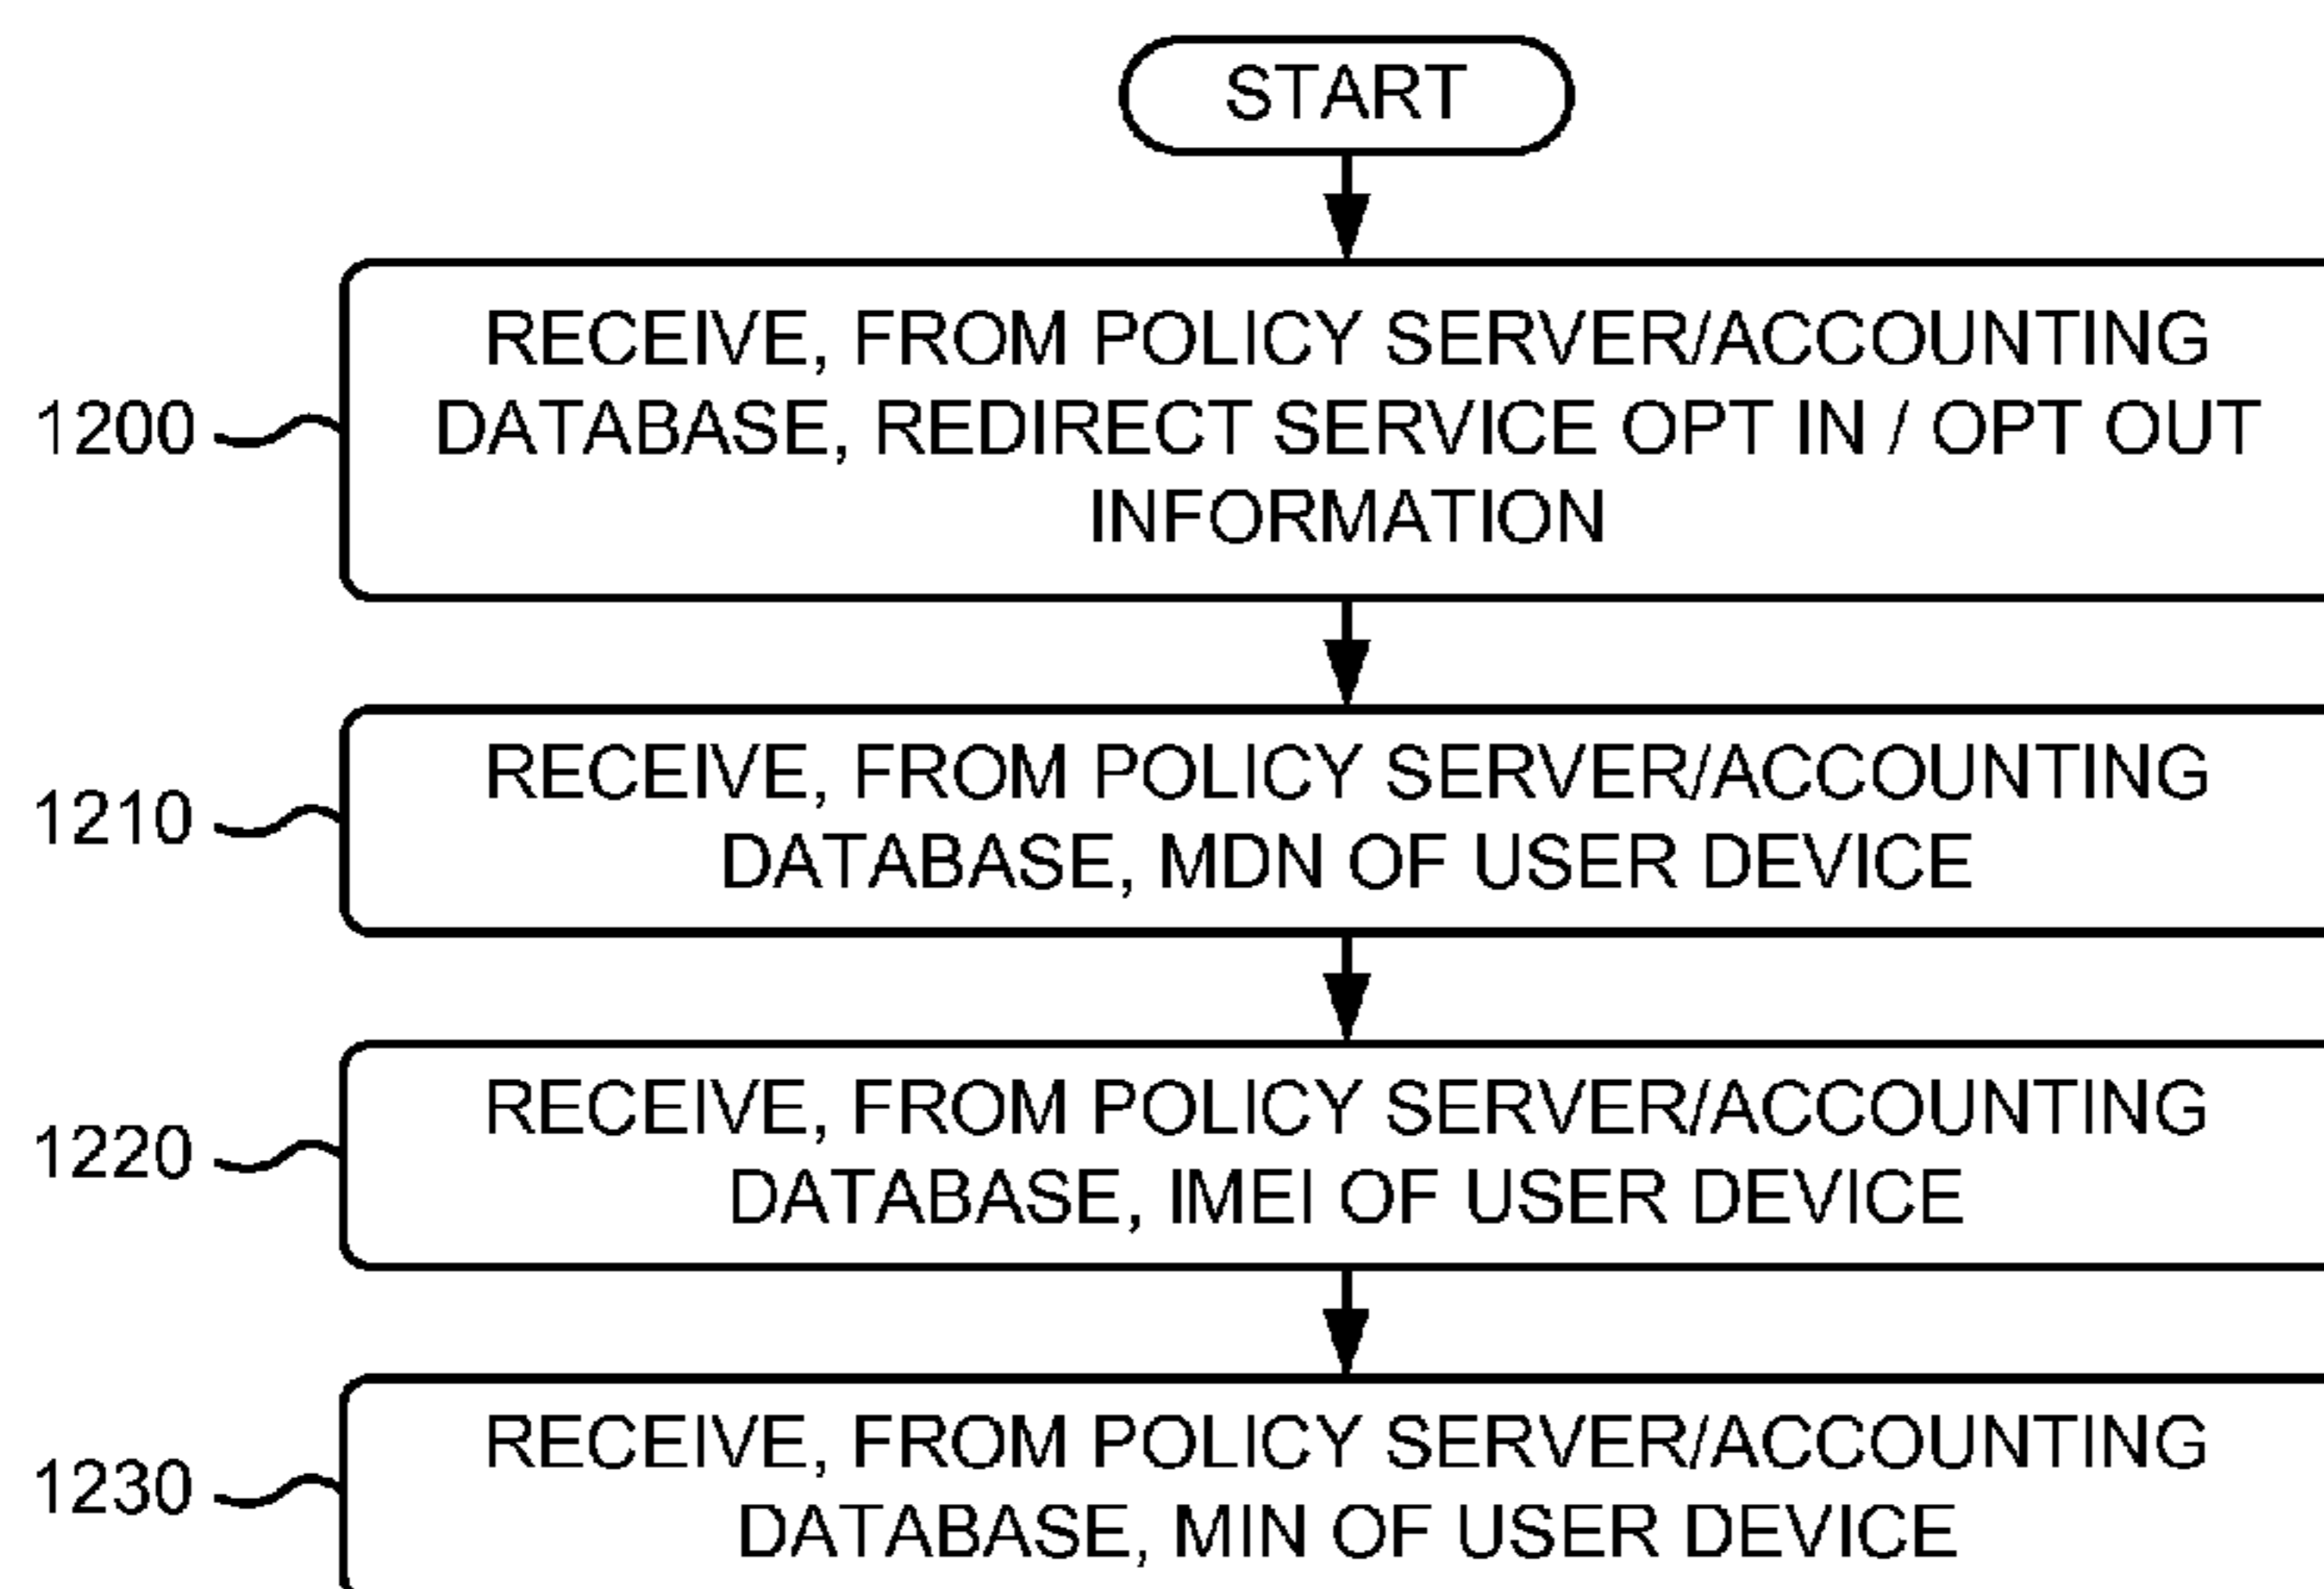 START
RECEIVE, FROM POLICY SERVER/ACCOUNTING
DATABASE, REDIRECT SERVICE OPT IN / OPT OUT
INFORMATION
1200
RECEIVE, FROM POLICY SERVER/ACCOUNTING
DATABASE, MDN OF USER DEVICE
1210
RECEIVE, FROM POLICY SERVER/ACCOUNTING
DATABASE, IMEI OF USER DEVICE
1220
RECEIVE, FROM POLICY SERVER/ACCOUNTING
DATABASE, MIN OF USER DEVICE
1230